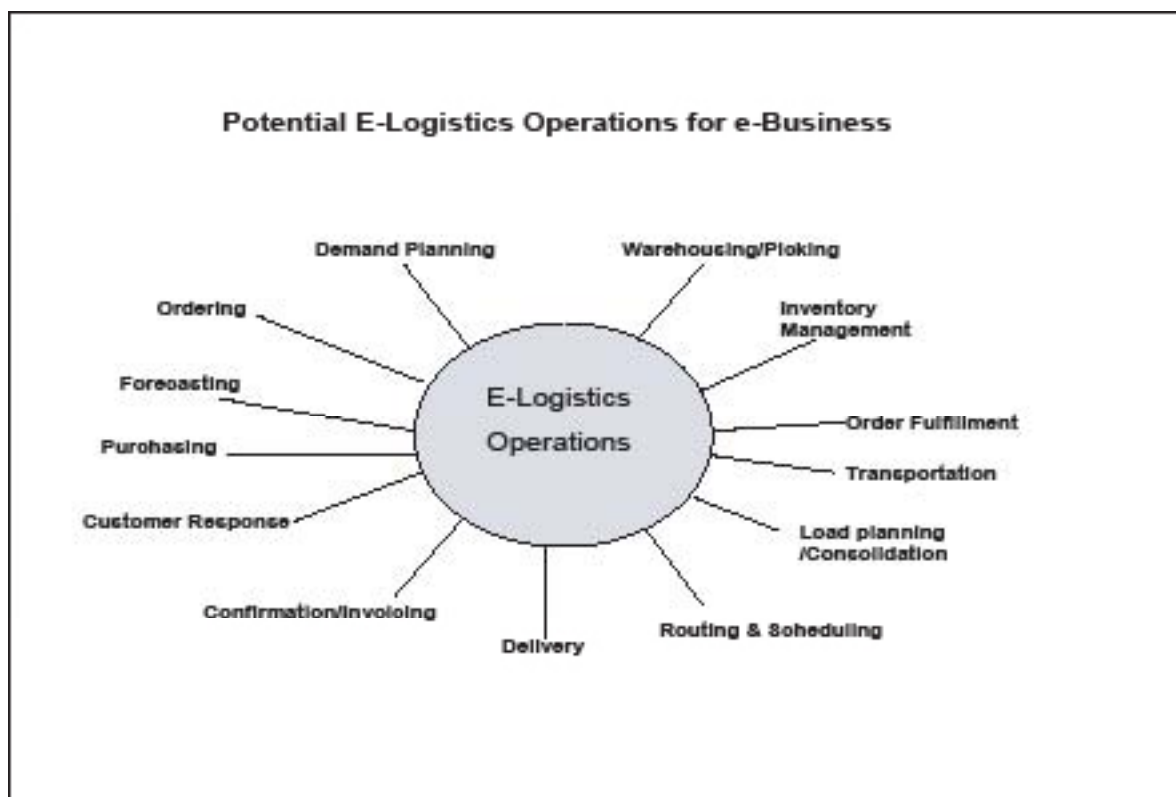 Potential E-Logistics Operations for e-Business
Demand Planning
Warehousing/Picking
Ordering
Inventory
Management
Forecasting
E-Logistics
Operations
Order Fulfillment
Purchasing
Transportation
Customer Response
Load planning
/Consolidation
Confirmation/Invoicing
Routing & Scheduling
Delivery